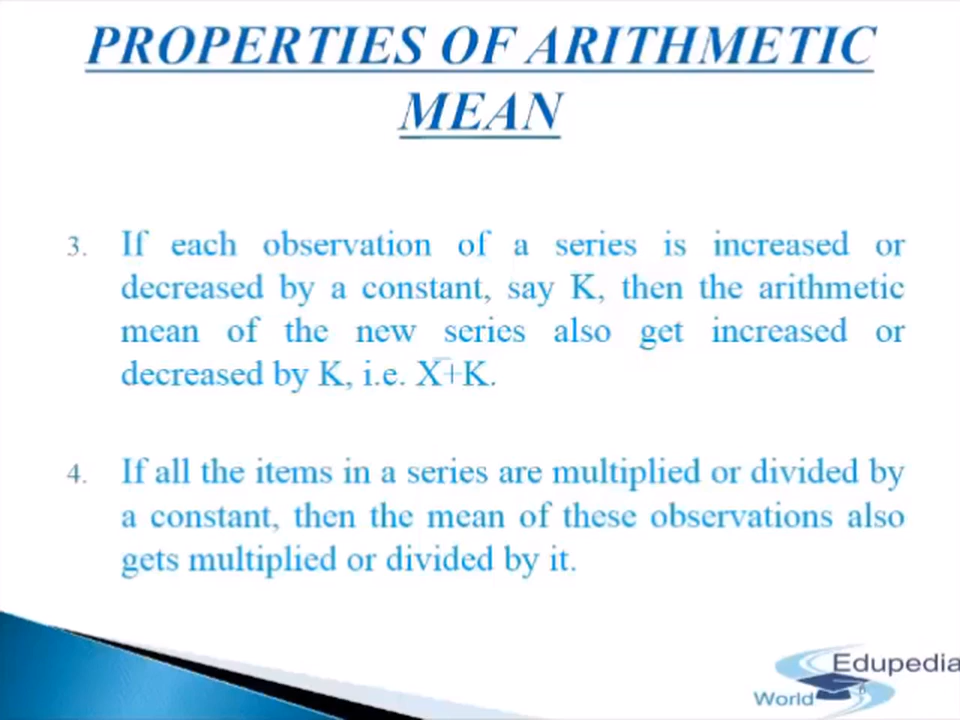 PROPERTIES OF ARITHMETIC
MEAN
3. If each observation of a series is increased or
decreased by a constant, say K, then the arithmetic
mean of the new series also get increased or
decreased by K, i.e. X̅+K.
4. If all the items in a series are multiplied or divided by
a constant, then the mean of these observations also
gets multiplied or divided by it.
Edupedia
World